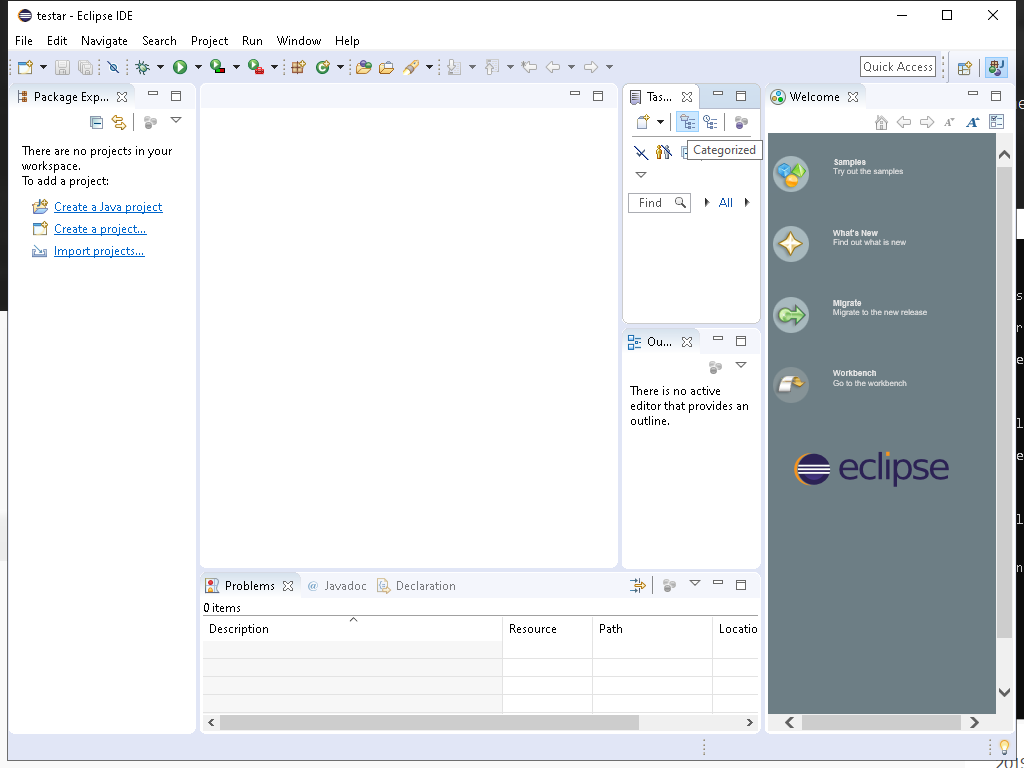 testar - Eclipse IDE
File Edit Navigate Search Project Run Window Help
Quick Access
Package Exp...
There are no projects in your
workspace.
To add a project:
Create a Java project
Create a project...
Import projects...
Tas...
Categorized
Find
All
Ou...
There is no active
editor that provides an
outline.
Welcome
Samples
Try out the samples
What's New
Find out what is new
Migrate
Migrate to the new release
Workbench
Go to the workbench
eclipse
Problems @ Javadoc Declaration
0 items
Description Resource Path Locatio